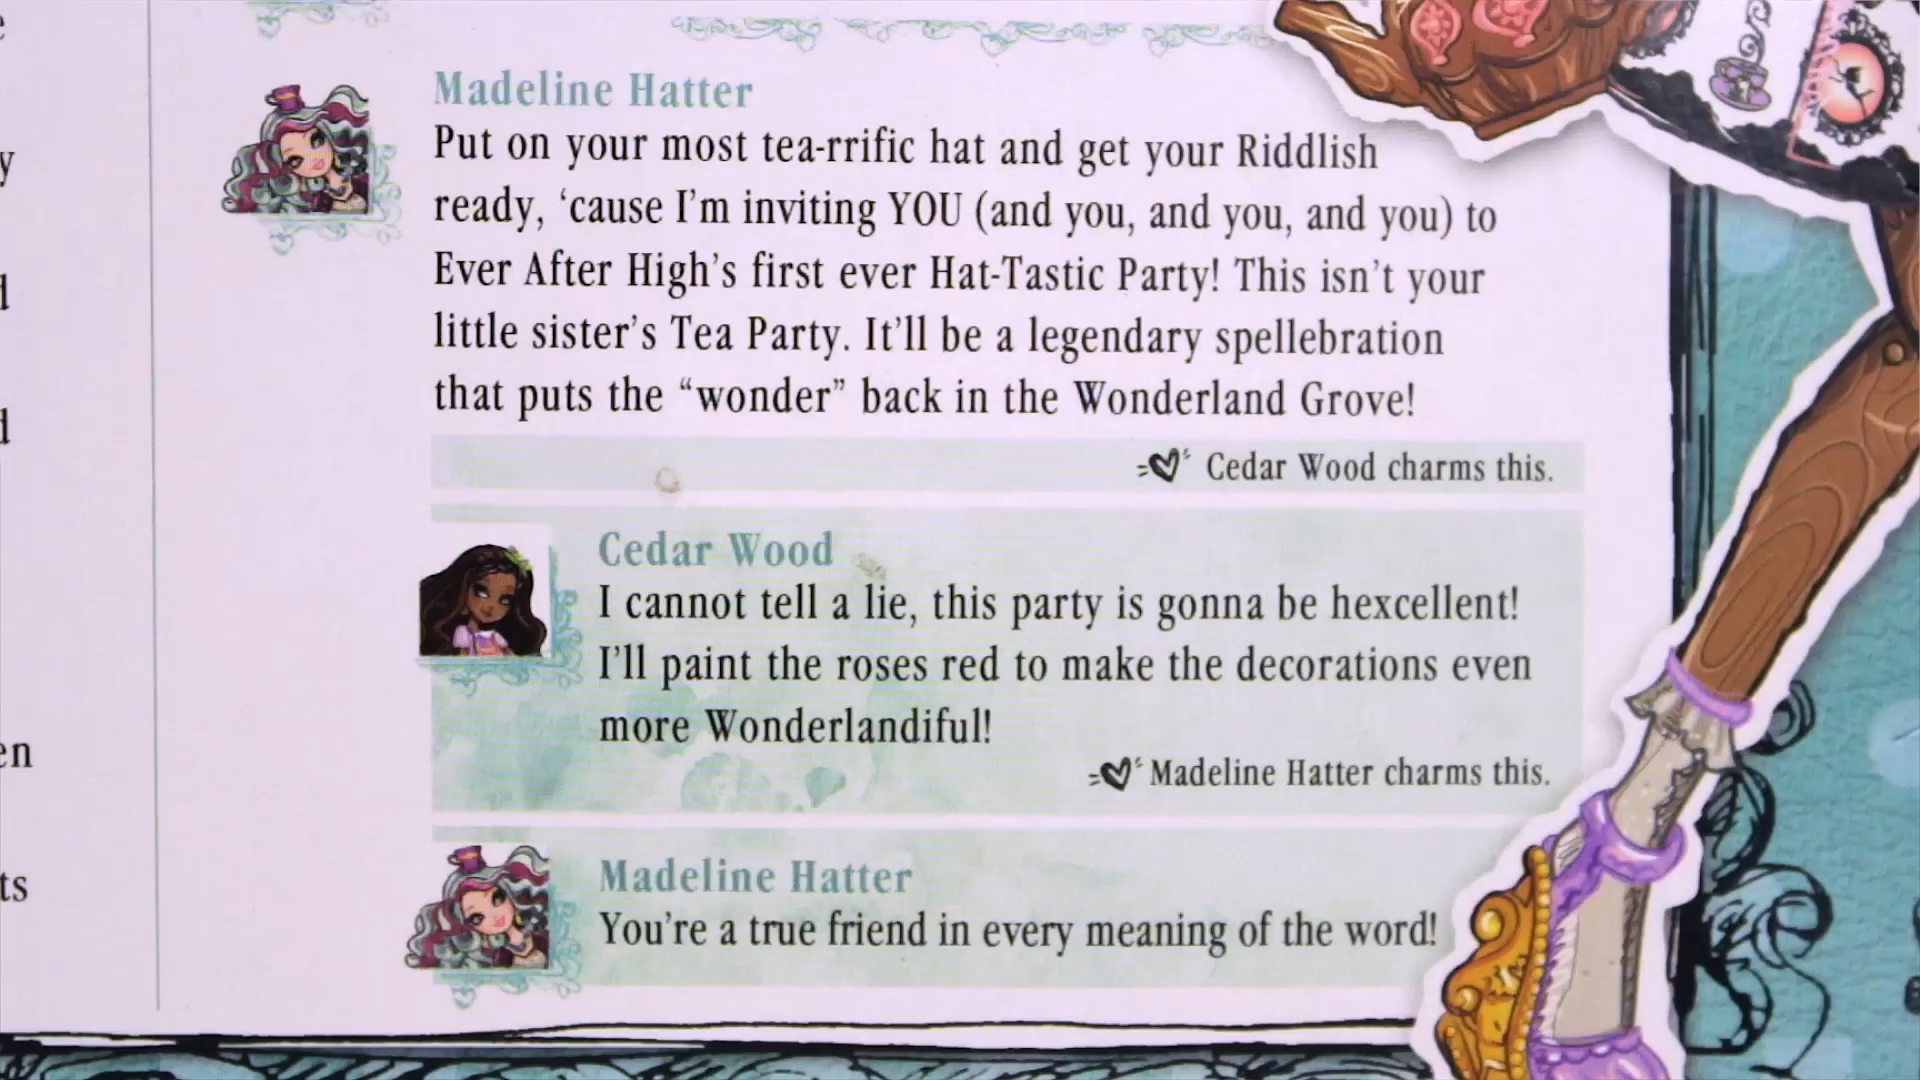 Madeline Hatter
Put on your most tea-rrific hat and get your Riddlish
ready, ‘cause I’m inviting YOU (and you, and you, and you) to
Ever After High’s first ever Hat-Tastic Party! This isn’t your
little sister’s Tea Party. It’ll be a legendary spellebration
that puts the “wonder” back in the Wonderland Grove!
Cedar Wood charms this.
Cedar Wood
I cannot tell a lie, this party is gonna be hexcellent!
I’ll paint the roses red to make the decorations even
more Wonderlandiful!
Madeline Hatter charms this.
Madeline Hatter
You’re a true friend in every meaning of the word!